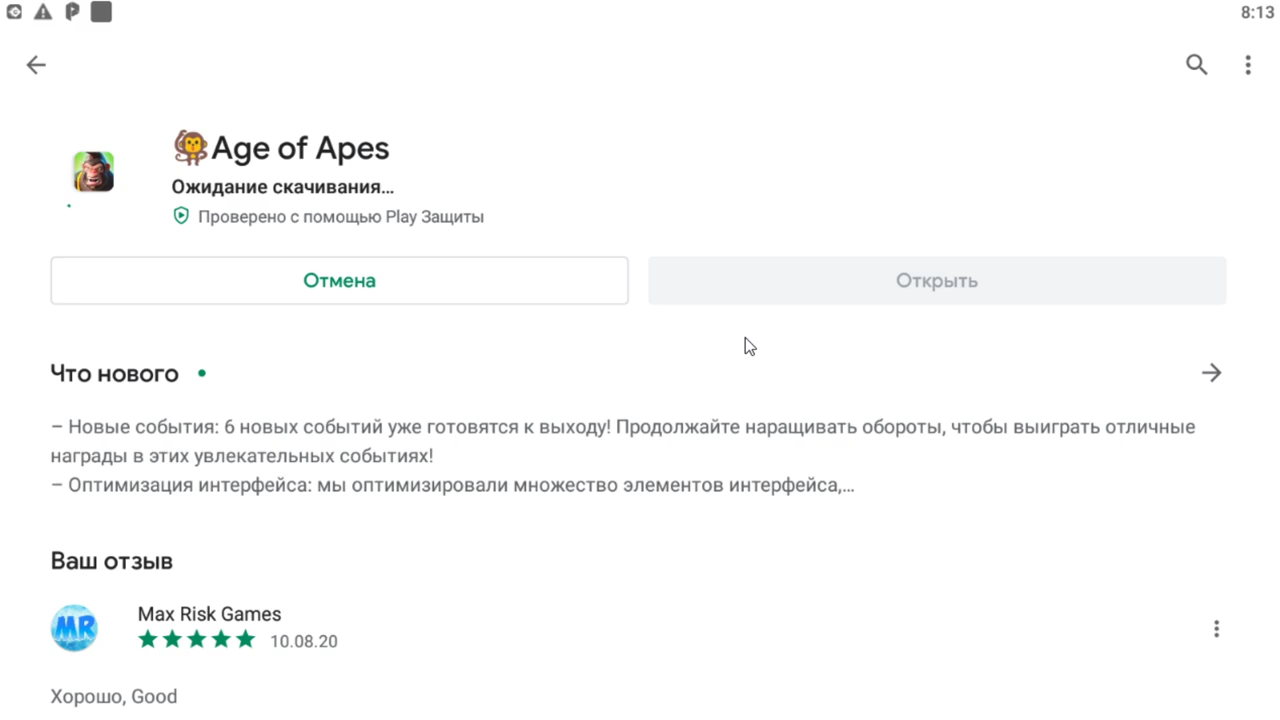 8:13
Age of Apes
Ожидание скачивания...
Проверено с помощью Play Защиты
Отмена
Открыть
Что нового
– Новые события: 6 новых событий уже готовятся к выходу! Продолжайте наращивать обороты, чтобы выиграть отличные
награды в этих увлекательных событиях!
– Оптимизация интерфейса: мы оптимизировали множество элементов интерфейса,...
Ваш отзыв
MR
Max Risk Games
10.08.20
Хорошо, Good